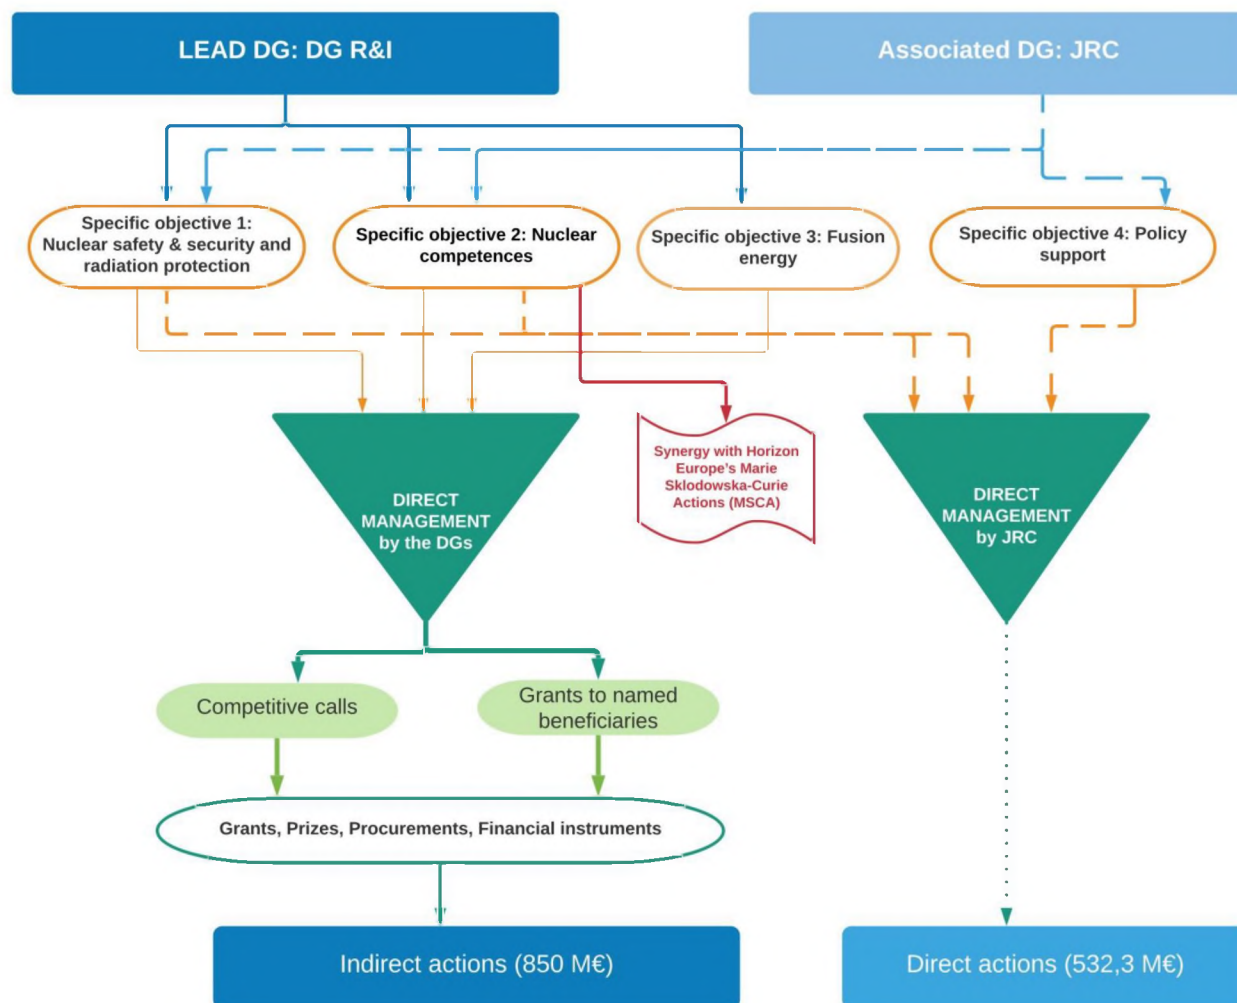 LEAD DG: DG R&I
Associated DG: JRC
Specific objective 1:
Nuclear safety & security and
radiation protection
Specific objective 2: Nuclear
competences
Specific objective 3: Fusion
energy
Specific objective 4: Policy
support
DIRECT
MANAGEMENT
by the DGs
Synergy with Horizon
Europe's Marie
Sklodowska-Curie
Actions (MSCA)
DIRECT
MANAGEMENT
by JRC
Competitive calls
Grants to named
beneficiaries
Grants, Prizes, Procurements, Financial instruments
Indirect actions (850 M€)
Direct actions (532,3 M€)